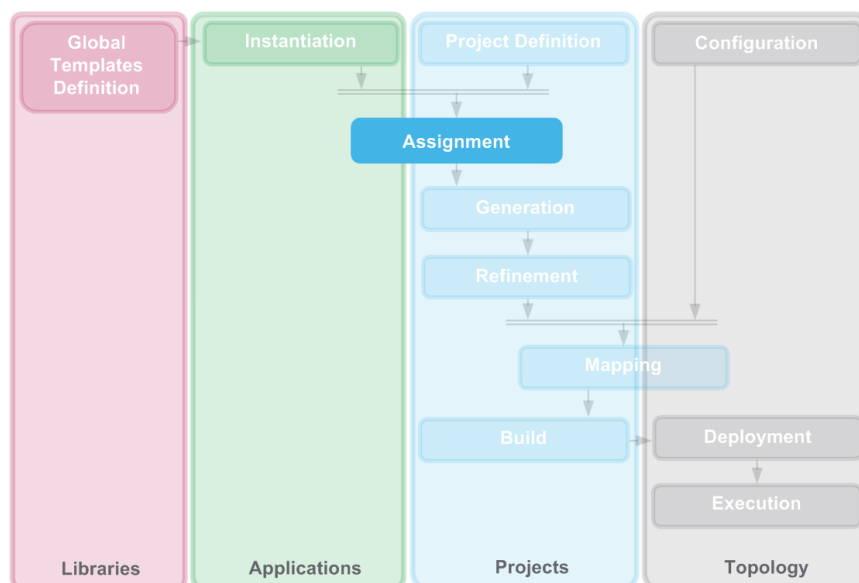 Global
Templates
Definition
Instantiation
Project Definition
Configuration
Assignment
Generation
Refinement
Mapping
Build
Deployment
Execution
Libraries
Applications
Projects
Topology